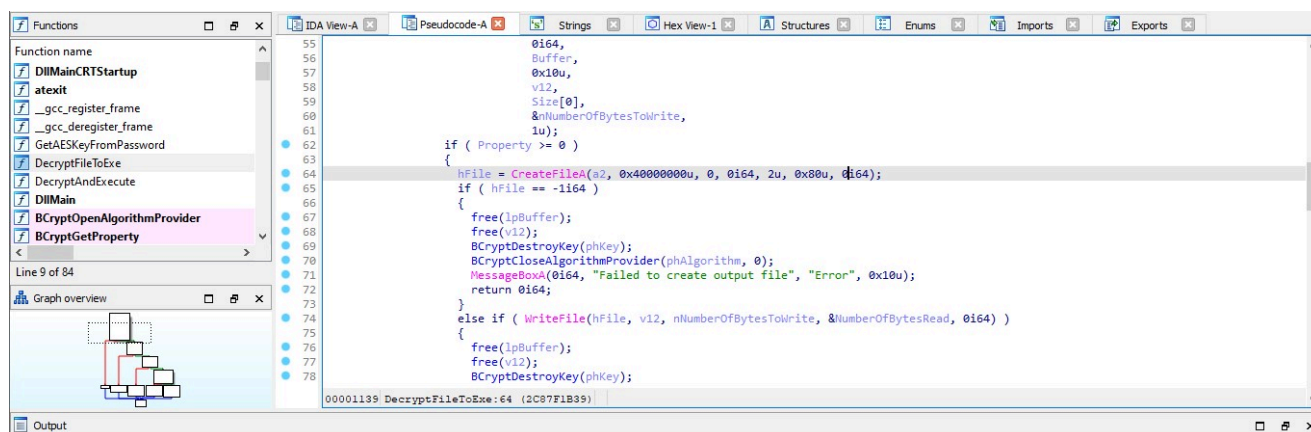 Functions
IDA View-A
Pseudocode-A
Strings
Hex View-1
Structures
Enums
Imports
Exports
Function name
DllMainCRTStartup
atexit
__gcc_register_frame
__gcc_deregister_frame
GetAESKeyFromPassword
DecryptFileToExe
DecryptAndExecute
DllMain
BCryptOpenAlgorithmProvider
BCryptGetProperty
Line 9 of 84
Graph overview
55 0i64,
56 Buffer,
57 0x10u,
58 v12,
59 Size[0],
60 &nNumberOfBytesToWrite,
61 1u);
62 if ( Property >= 0 )
63 {
64 hFile = CreateFileA(a2, 0x40000000u, 0, 0i64, 2u, 0x80u, 0i64);
65 if ( hFile == -1i64 )
66 {
67 free(lpBuffer);
68 free(v12);
69 BCryptDestroyKey(phKey);
70 BCryptCloseAlgorithmProvider(phAlgorithm, 0);
71 MessageBoxA(0i64, "Failed to create output file", "Error", 0x10u);
72 return 0i64;
73 }
74 else if ( WriteFile(hFile, v12, nNumberOfBytesToWrite, &NumberOfBytesRead, 0i64) )
75 {
76 free(lpBuffer);
77 free(v12);
78 BCryptDestroyKey(phKey);
00001139 DecryptFileToExe:64 (2C87F1B39)
Output